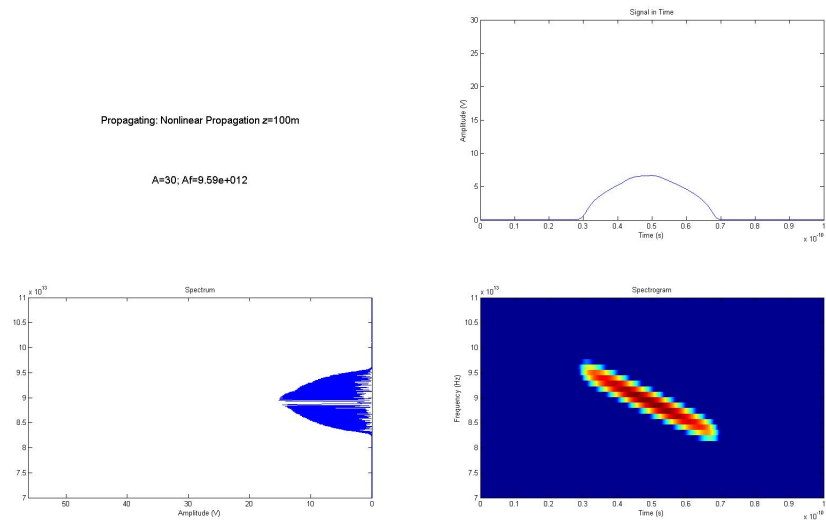 Propagating: Nonlinear Propagation z=100m
A=30; Af=9.59e+012
Signal in Time
30
25
20
15
10
5
0
Amplitude (V)
0 0.1 0.2 0.3 0.4 0.5 0.6 0.7 0.8 0.9 1
Time (s)
x 10-10
Spectrum
x 1013
11
10.5
10
9.5
9
8.5
8
7.5
7
50 40 30 20 10 0
Amplitude (V)
Spectrogram
x 1013
11
10.5
10
9.5
9
8.5
8
7.5
7
Frequency (Hz)
0 0.1 0.2 0.3 0.4 0.5 0.6 0.7 0.8 0.9 1
Time (s)
x 10-10